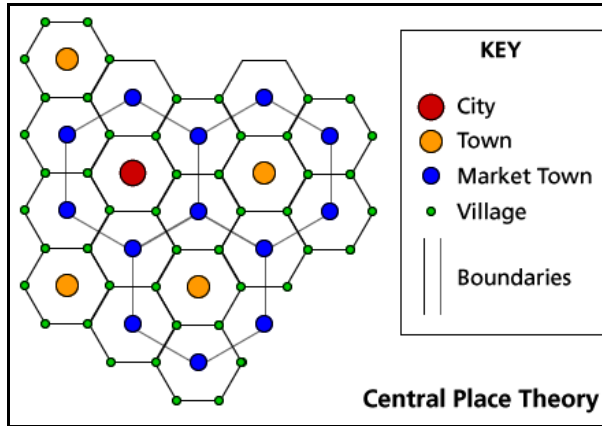 KEY
City
Town
Market Town
Village
Boundaries
Central Place Theory